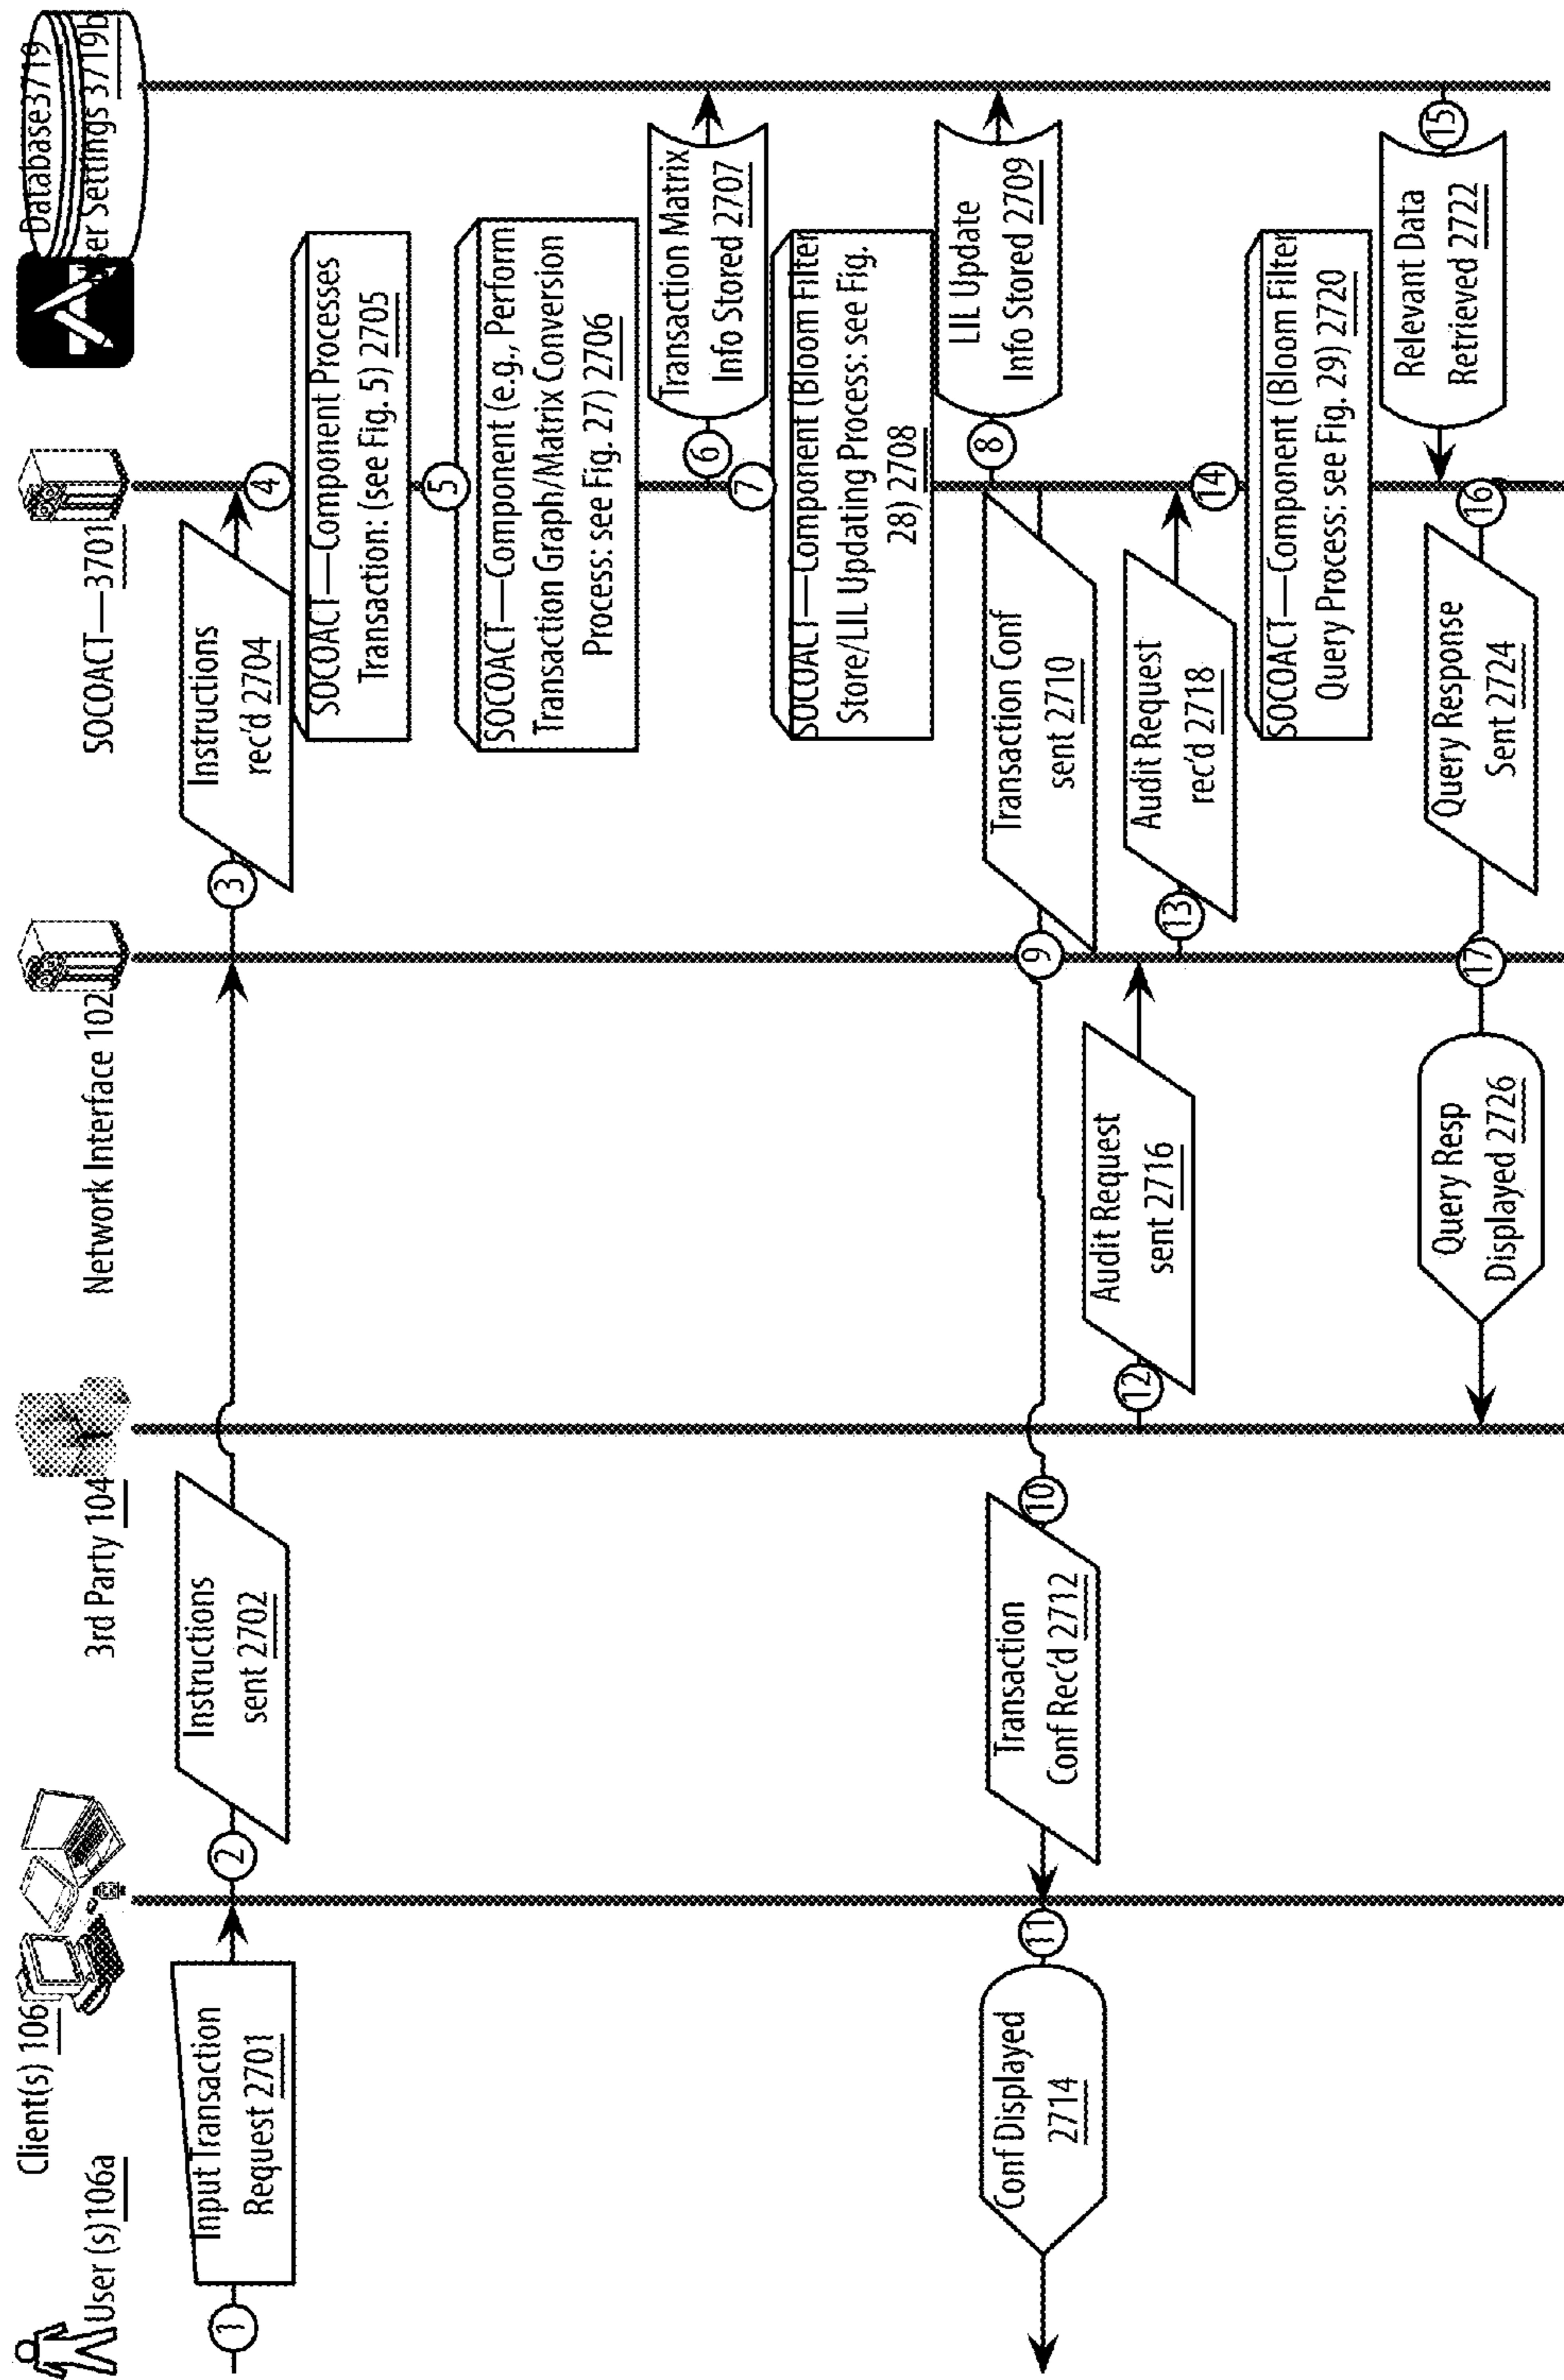 User (s)106a
Client(s) 106
3rd Party 104
Network Interface 102
SOCOACT—3701
Database3719
ser Settings 3719b
1
Input Transaction
Request 2701
2
Instructions
sent 2702
3
Instructions
rec'd 2704
4
SOCOACT—Component Processes
Transaction: (see Fig. 5) 2705
5
SOCOACT—Component (e.g., Perform
Transaction Graph/Matrix Conversion
Process: see Fig. 27) 2706
6
Transaction Matrix
Info Stored 2707
7
SOCOACT—Component (Bloom Filter
Store/LIL Updating Process: see Fig.
28) 2708
8
LIL Update
Info Stored 2709
Transaction Conf
sent 2710
9
10
Transaction
Conf Rec'd 2712
11
Conf Displayed
2714
12
Audit Request
sent 2716
13
Audit Request
rec'd 2718
14
SOCOACT—Component (Bloom Filter
Query Process: see Fig. 29) 2720
15
Relevant Data
Retrieved 2722
16
Query Response
Sent 2724
17
Query Resp
Displayed 2726